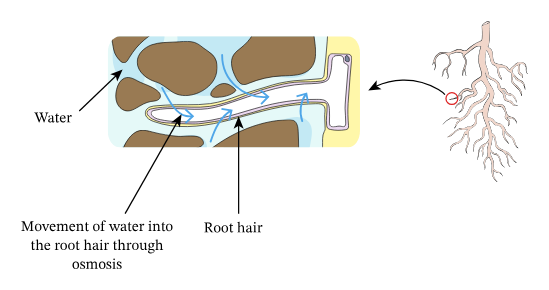 Water
Movement of water into
the root hair through
osmosis
Root hair